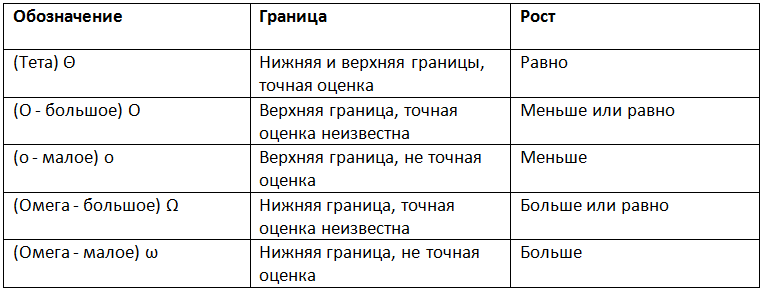 Обозначение Граница Рост
(Тета) Θ Нижняя и верхняя границы, Равно
точная оценка
(О - большое) О Верхняя граница, точная Меньше или равно
оценка неизвестна
(о - малое) о Верхняя граница, не точная Меньше
оценка
(Омега - большое) Ω Нижняя граница, точная Больше или равно
оценка неизвестна
(Омега - малое) ω Нижняя граница, не точная Больше
оценка